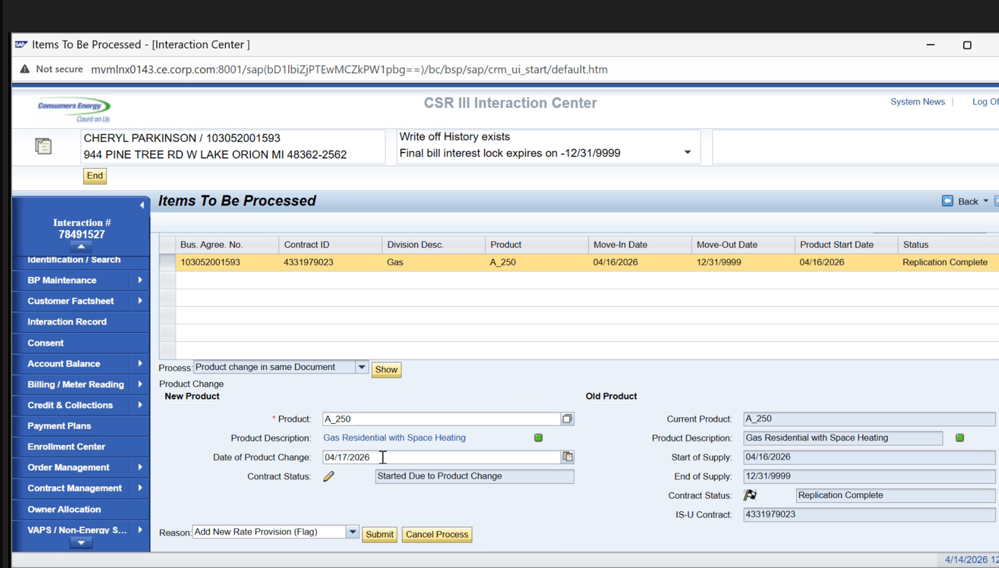 Items To Be Processed - [Interaction Center ]
Not secure mvmlnx0143.ce.corp.com:8001/sap(bD1lbiZjPTEwMCZkPW1pbg==)/bc/bsp/sap/crm_ui_start/default.htm
Consumers Energy
Count on Us
CSR III Interaction Center
System News | Log Of
CHERYL PARKINSON / 103052001593
944 PINE TREE RD W LAKE ORION MI 48362-2562
Write off History exists
Final bill interest lock expires on -12/31/9999
End
Items To Be Processed
Back
Interaction #
78491527
Identification / Search
BP Maintenance
Customer Factsheet
Interaction Record
Consent
Account Balance
Billing / Meter Reading
Credit & Collections
Payment Plans
Enrollment Center
Order Management
Contract Management
Owner Allocation
VAPS / Non-Energy S...
Bus. Agree. No. Contract ID Division Desc. Product Move-In Date Move-Out Date Product Start Date Status
103052001593 4331979023 Gas A_250 04/16/2026 12/31/9999 04/16/2026 Replication Complete
Process: Product change in same Document Show
Product Change
New Product
* Product: A_250
Product Description: Gas Residential with Space Heating
Date of Product Change: 04/17/2026
Contract Status: Started Due to Product Change
Old Product
Current Product: A_250
Product Description: Gas Residential with Space Heating
Start of Supply: 04/16/2026
End of Supply: 12/31/9999
Contract Status: Replication Complete
IS-U Contract: 4331979023
Reason: Add New Rate Provision (Flag) Submit Cancel Process
4/14/2026 12